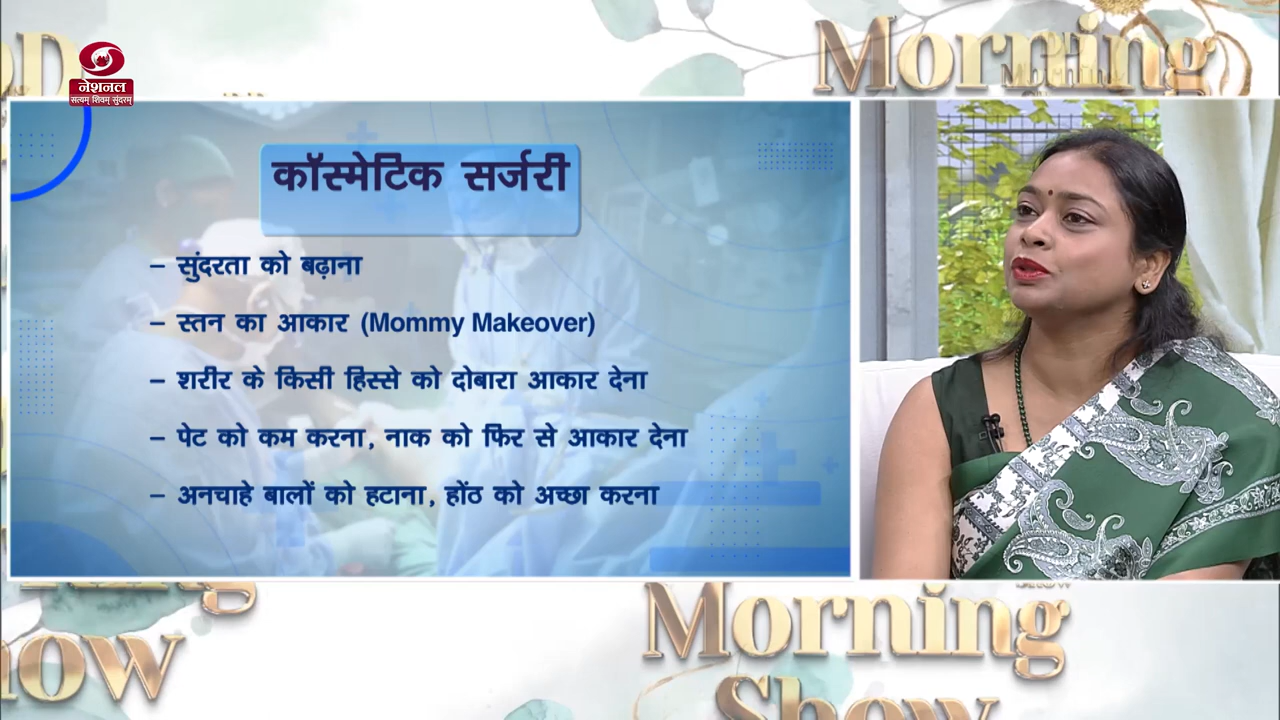 Morning
नेशनल
सत्यम् शिवम् सुंदरम्
कॉस्मेटिक सर्जरी
– सुंदरता को बढ़ाना
– स्तन का आकार (Mommy Makeover)
– शरीर के किसी हिस्से को दोबारा आकार देना
– पेट को कम करना, नाक को फिर से आकार देना
– अनचाहे बालों को हटाना, होंठ को अच्छा करना
Morning
Show